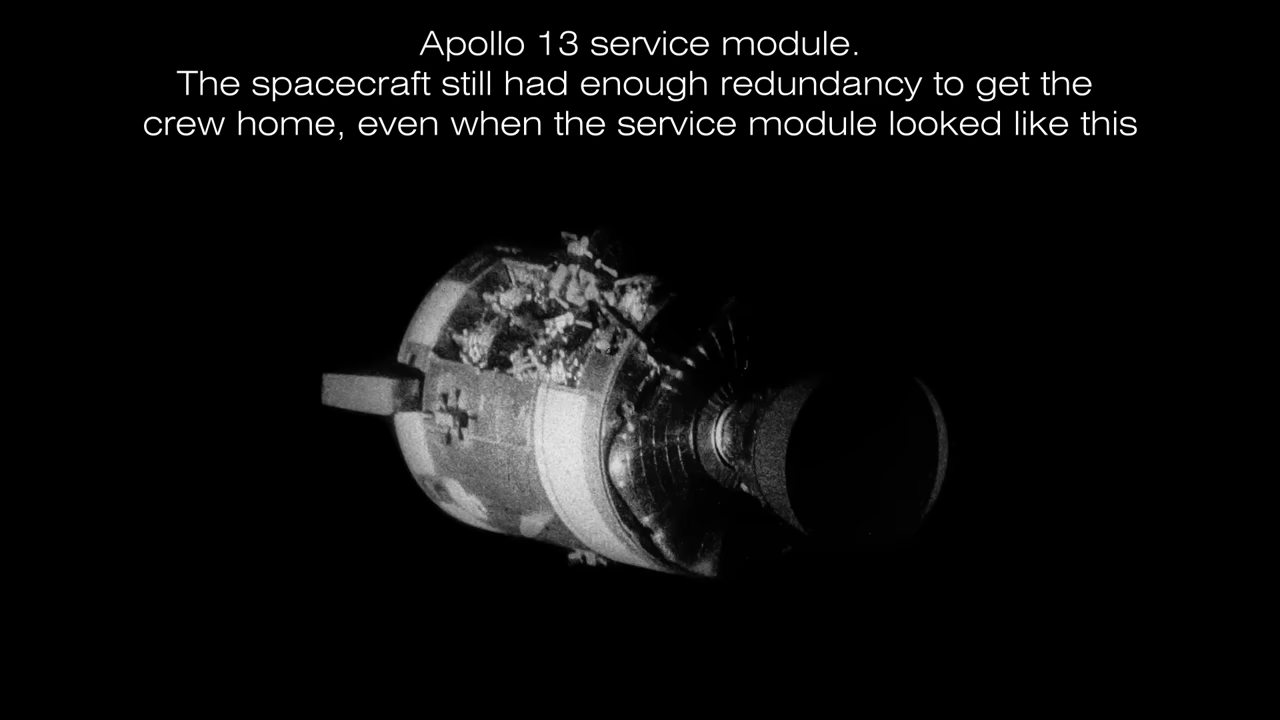 Apollo 13 service module.
The spacecraft still had enough redundancy to get the
crew home, even when the service module looked like this